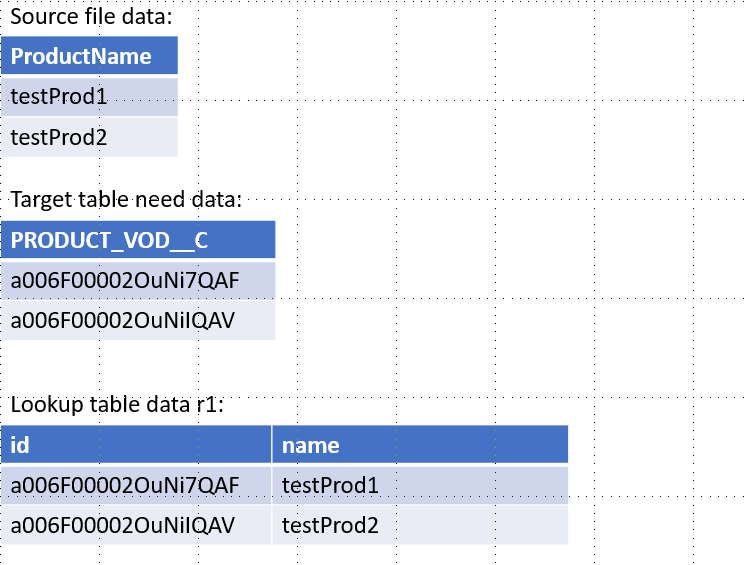 Source file data:
ProductName
testProd1
testProd2
Target table need data:
PRODUCT_VOD__C
a006F00002OuNi7QAF
a006F00002OuNiIQAV
Lookup table data r1:
id name
a006F00002OuNi7QAF testProd1
a006F00002OuNiIQAV testProd2